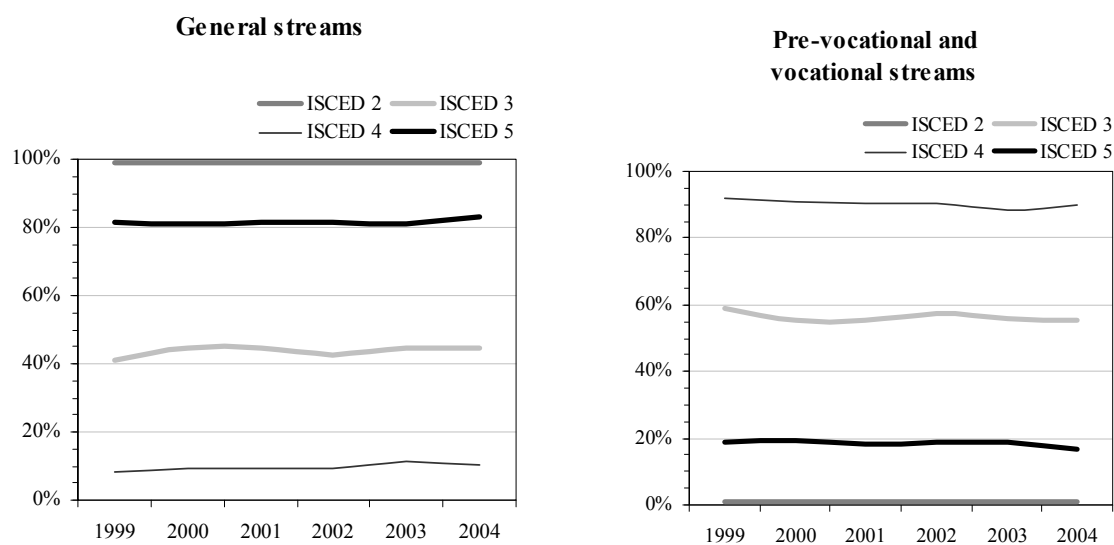 General streams
ISCED 2 ISCED 3
ISCED 4 ISCED 5
100%
80%
60%
40%
20%
0%
1999 2000 2001 2002 2003 2004
Pre-vocational and
vocational streams
ISCED 2 ISCED 3
ISCED 4 ISCED 5
100%
80%
60%
40%
20%
0%
1999 2000 2001 2002 2003 2004